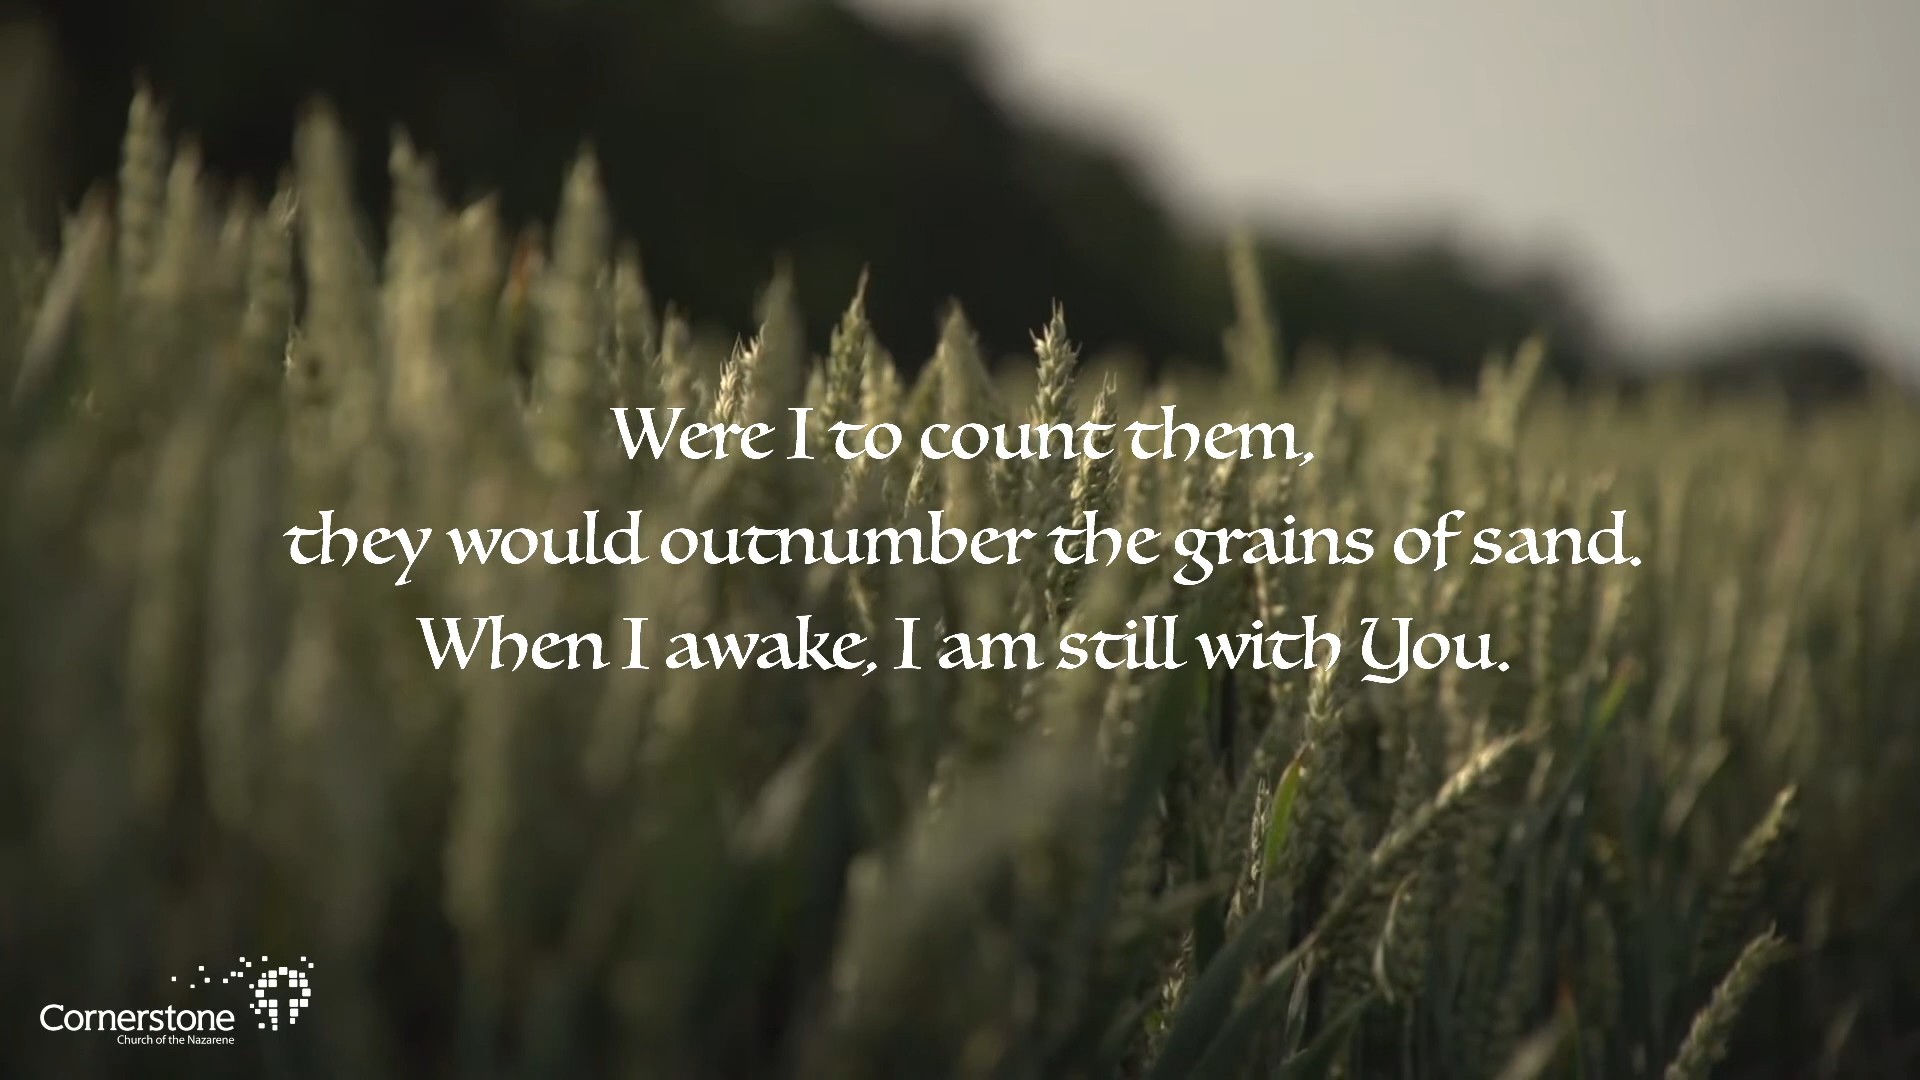 Were I to count them,
they would outnumber the grains of sand.
When I awake, I am still with You.
Cornerstone
Church of the Nazarene